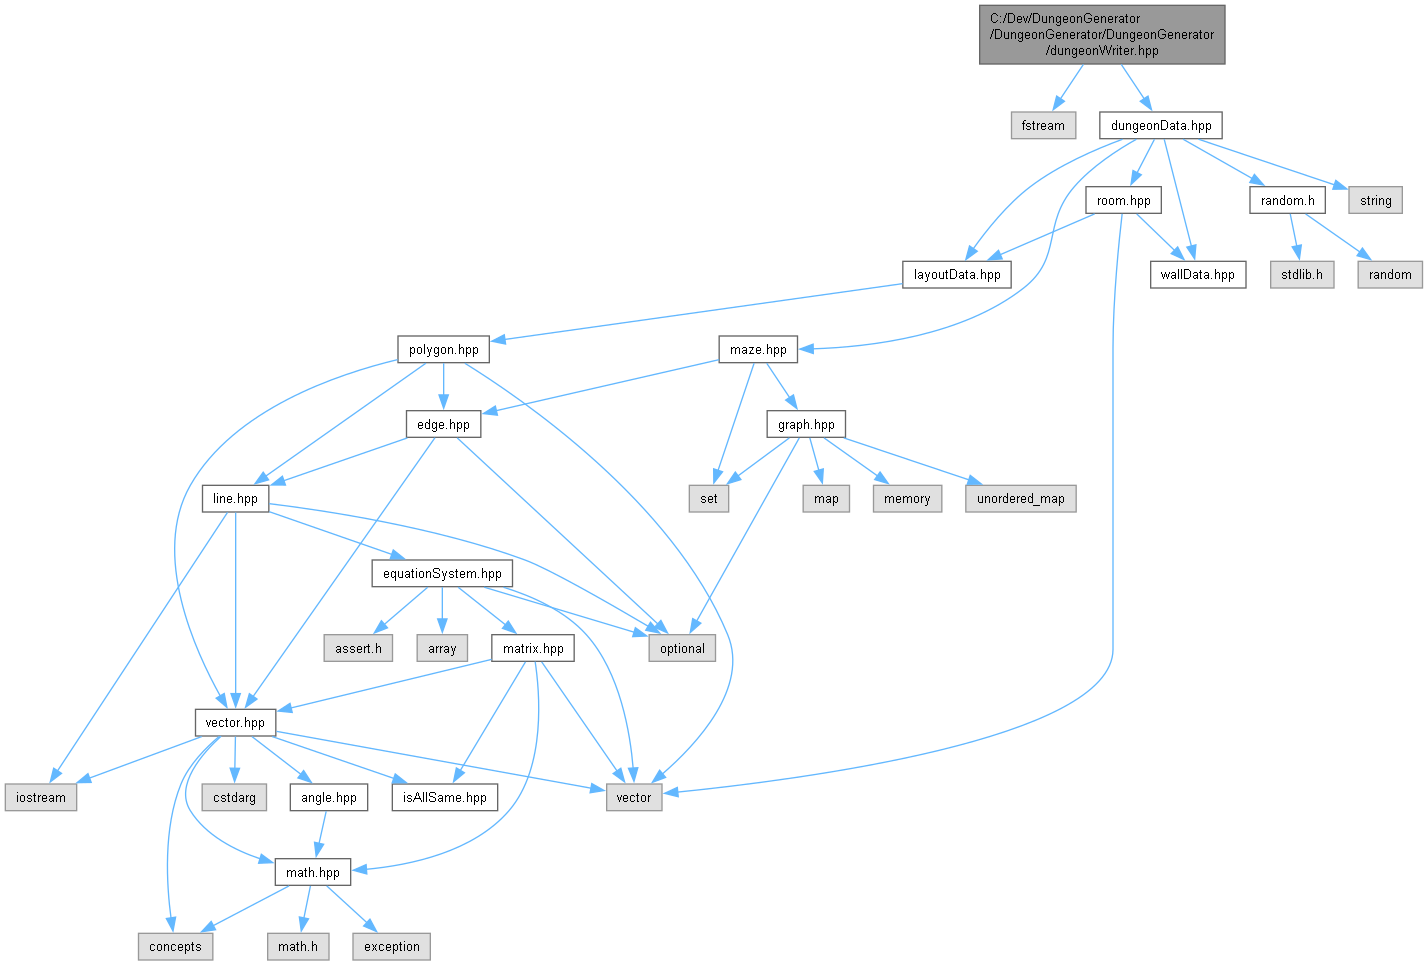 C:/Dev/DungeonGenerator
/DungeonGenerator/DungeonGenerator
/dungeonWriter.hpp
fstream
dungeonData.hpp
room.hpp
random.h
string
layoutData.hpp
wallData.hpp
stdlib.h
random
polygon.hpp
maze.hpp
edge.hpp
graph.hpp
line.hpp
set
map
memory
unordered_map
equationSystem.hpp
assert.h
array
matrix.hpp
optional
vector.hpp
iostream
cstdarg
angle.hpp
isAllSame.hpp
vector
math.hpp
concepts
math.h
exception